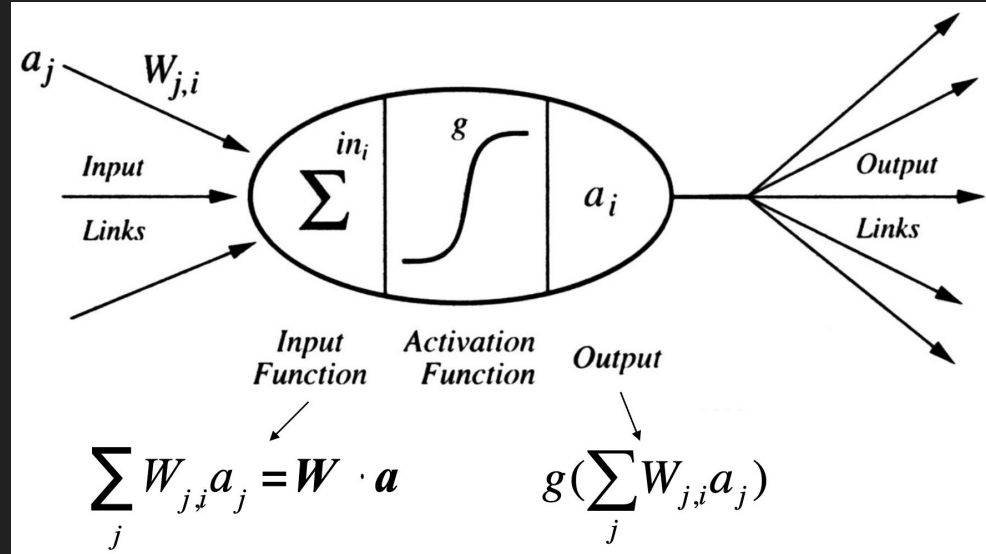 a_j
W_{j,i}
Input
Links
Σ
in_i
g
a_i
Output
Links
Input
Function
Activation
Function
Output
∑_j W_{j,i} a_j = W · a
g(∑_j W_{j,i} a_j)